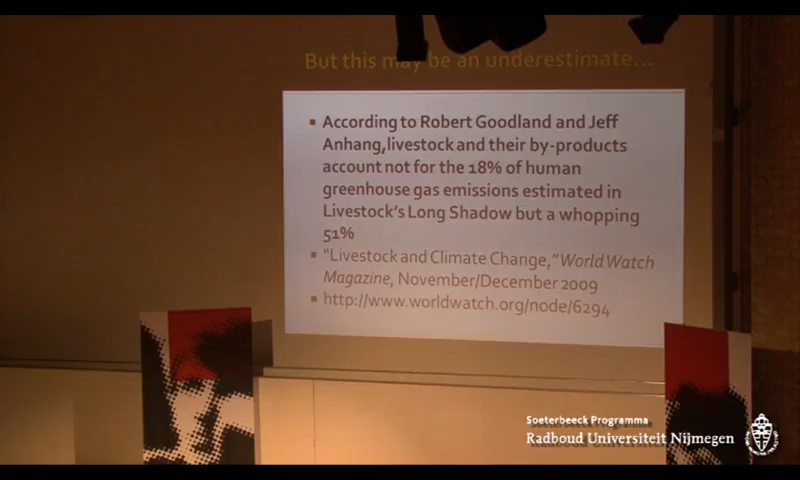 But this may be an underestimate...
According to Robert Goodland and Jeff
Anhang,livestock and their by-products
account not for the 18% of human
greenhouse gas emissions estimated in
Livestock's Long Shadow but a whopping
51%
"Livestock and Climate Change," World Watch
Magazine, November/December 2009
http://www.worldwatch.org/node/6294
Soeterbeeck Programma
Radboud Universiteit Nijmegen